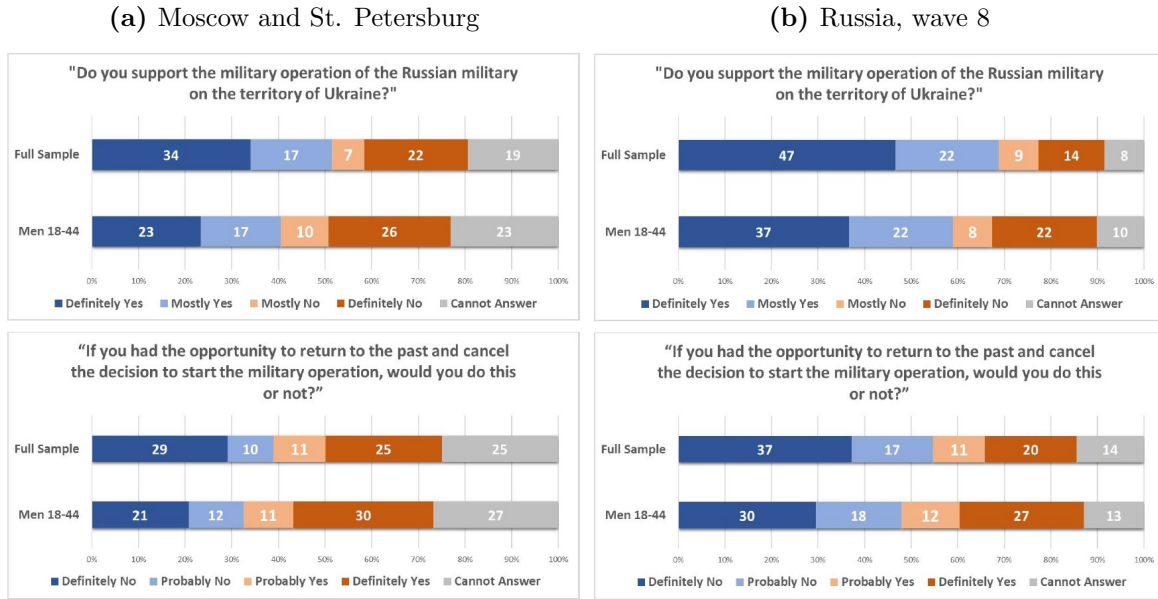 (a) Moscow and St. Petersburg
"Do you support the military operation of the Russian military
on the territory of Ukraine?"
Full Sample
34 17 7 22 19
Men 18-44
23 17 10 26 23
0% 10% 20% 30% 40% 50% 60% 70% 80% 90% 100%
Definitely Yes Mostly Yes Mostly No Definitely No Cannot Answer
“If you had the opportunity to return to the past and cancel
the decision to start the military operation, would you do this
or not?”
Full Sample
29 10 11 25 25
Men 18-44
21 12 11 30 27
0% 10% 20% 30% 40% 50% 60% 70% 80% 90% 100%
Definitely No Probably No Probably Yes Definitely Yes Cannot Answer
(b) Russia, wave 8
"Do you support the military operation of the Russian military
on the territory of Ukraine?"
Full Sample
47 22 9 14 8
Men 18-44
37 22 8 22 10
0% 10% 20% 30% 40% 50% 60% 70% 80% 90% 100%
Definitely Yes Mostly Yes Mostly No Definitely No Cannot Answer
“If you had the opportunity to return to the past and cancel
the decision to start the military operation, would you do this
or not?”
Full Sample
37 17 11 20 14
Men 18-44
30 18 12 27 13
0% 10% 20% 30% 40% 50% 60% 70% 80% 90% 100%
Definitely No Probably No Probably Yes Definitely Yes Cannot Answer